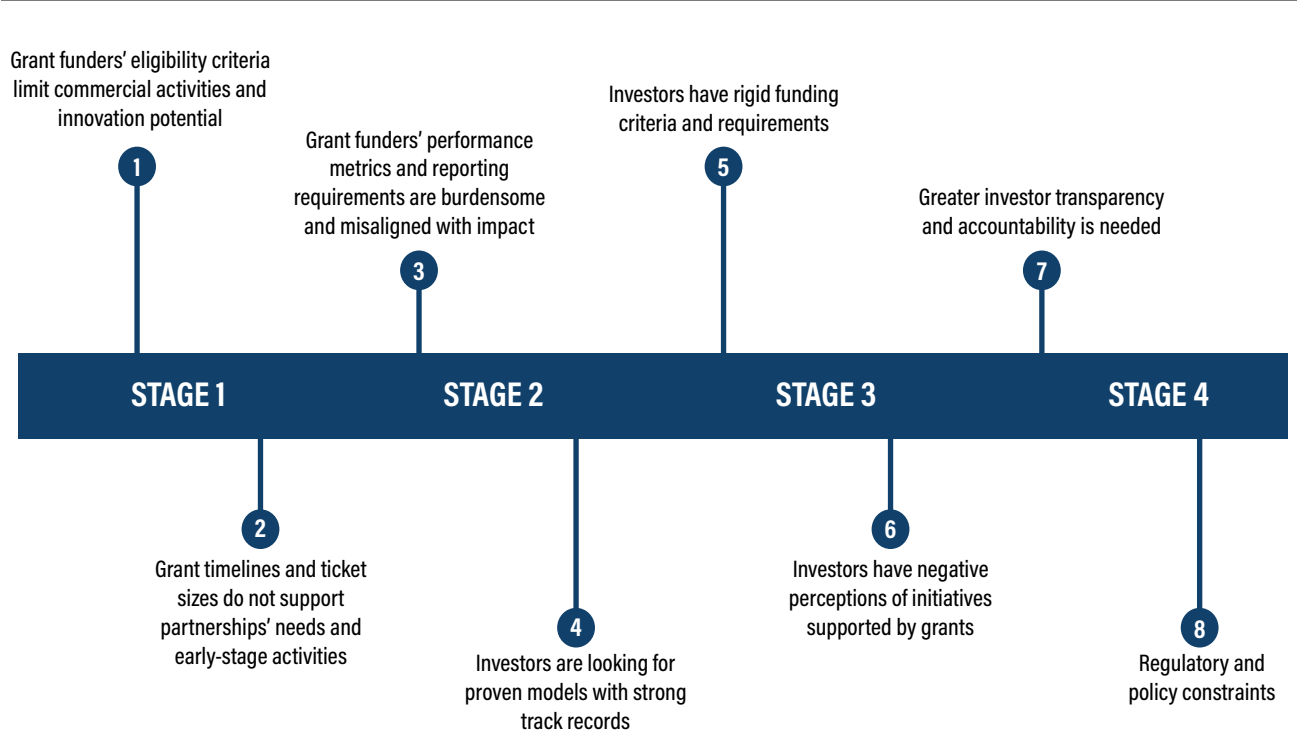 Grant funders’ eligibility criteria
limit commercial activities and
innovation potential
1
Grant funders’ performance
metrics and reporting
requirements are burdensome
and misaligned with impact
3
Investors have rigid funding
criteria and requirements
5
Greater investor transparency
and accountability is needed
7
STAGE 1
STAGE 2
STAGE 3
STAGE 4
2
Grant timelines and ticket
sizes do not support
partnerships’ needs and
early-stage activities
4
Investors are looking for
proven models with strong
track records
6
Investors have negative
perceptions of initiatives
supported by grants
8
Regulatory and
policy constraints